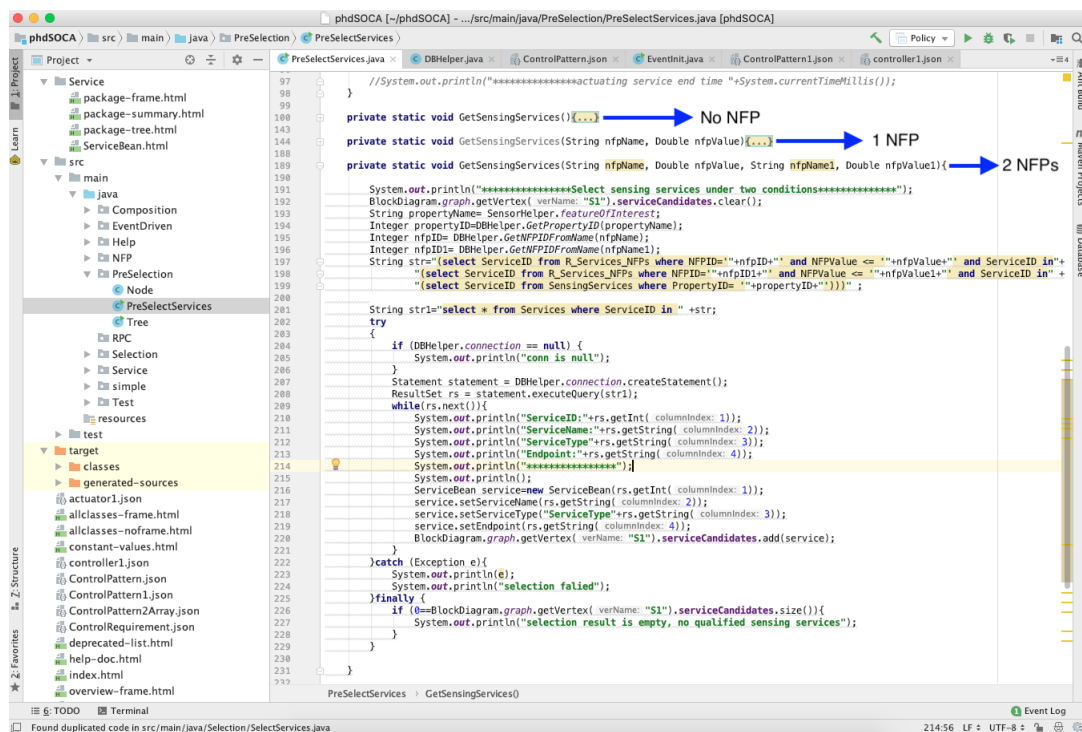 PreSelectServices.java [~/phdSOCA] - .../src/main/java/PreSelection/PreSelectServices.java [phdSOCA]
phdSOCA src main java PreSelection PreSelectServices Policy
Project PreSelectServices.java DBHelper.java ControlPattern.json EventInit.java ControlPattern1.json controller1.json
1: Project
Learn
Z: Structure
2: Favorites
Service
package-frame.html
package-summary.html
package-tree.html
ServiceBean.html
src
main
java
Composition
EventDriven
Help
NFP
PreSelection
Node
PreSelectServices
Tree
RPC
Selection
Service
simple
Test
resources
test
target
classes
generated-sources
actuator1.json
allclasses-frame.html
allclasses-noframe.html
constant-values.html
controller1.json
ControlPattern.json
ControlPattern1.json
ControlPattern2Array.json
ControlRequirement.json
deprecated-list.html
help-doc.html
index.html
overview-frame.html
97 //System.out.println("***************actuating service end time "+System.currentTimeMillis());
98 }
99
100 private static void GetSensingServices(){...} No NFP
143
144 private static void GetSensingServices(String nfpName, Double nfpValue){...} 1 NFP
188
189 private static void GetSensingServices(String nfpName, Double nfpValue, String nfpName1, Double nfpValue1){ 2 NFPs
190
191 System.out.println("***************Select sensing services under two conditions*************");
192 BlockDiagram.graph.getVertex( verName: "S1").serviceCandidates.clear();
193 String propertyName= SensorHelper.featureOfInterest;
194 Integer propertyID=DBHelper.GetPropertyID(propertyName);
195 Integer nfpID= DBHelper.GetNFPIDFromName(nfpName);
196 Integer nfpID1= DBHelper.GetNFPIDFromName(nfpName1);
197 String str="(select ServiceID from R_Services_NFPs where NFPID='"+nfpID+"' and NFPValue <= '"+nfpValue+"' and ServiceID in"+
198 "(select ServiceID from R_Services_NFPs where NFPID='"+nfpID1+"' and NFPValue <= '"+nfpValue1+"' and ServiceID in" +
199 "(select ServiceID from SensingServices where PropertyID= '"+propertyID+"')))" ;
200
201 String str1="select * from Services where ServiceID in " +str;
202 try
203 {
204 if (DBHelper.connection == null) {
205 System.out.println("conn is null");
206 }
207 Statement statement = DBHelper.connection.createStatement();
208 ResultSet rs = statement.executeQuery(str1);
209 while(rs.next()){
210 System.out.println("ServiceID:"+rs.getInt( columnIndex: 1));
211 System.out.println("ServiceName:"+rs.getString( columnIndex: 2));
212 System.out.println("ServiceType"+rs.getString( columnIndex: 3));
213 System.out.println("Endpoint:"+rs.getString( columnIndex: 4));
214 System.out.println("****************");
215 System.out.println();
216 ServiceBean service=new ServiceBean(rs.getInt( columnIndex: 1));
217 service.setServiceName(rs.getString( columnIndex: 2));
218 service.setServiceType("ServiceType"+rs.getString( columnIndex: 3));
219 service.setEndpoint(rs.getString( columnIndex: 4));
220 BlockDiagram.graph.getVertex( verName: "S1").serviceCandidates.add(service);
221 }
222 }catch (Exception e){
223 System.out.println(e);
224 System.out.println("selection falied");
225 }finally {
226 if (0==BlockDiagram.graph.getVertex( verName: "S1").serviceCandidates.size()){
227 System.out.println("selection result is empty, no qualified sensing services");
228 }
229 }
230
231 }
232
PreSelectServices GetSensingServices()
Ant Build
Maven Projects
Database
6: TODO Terminal Event Log
Found duplicated code in src/main/java/Selection/SelectServices.java 214:56 LF UTF-8